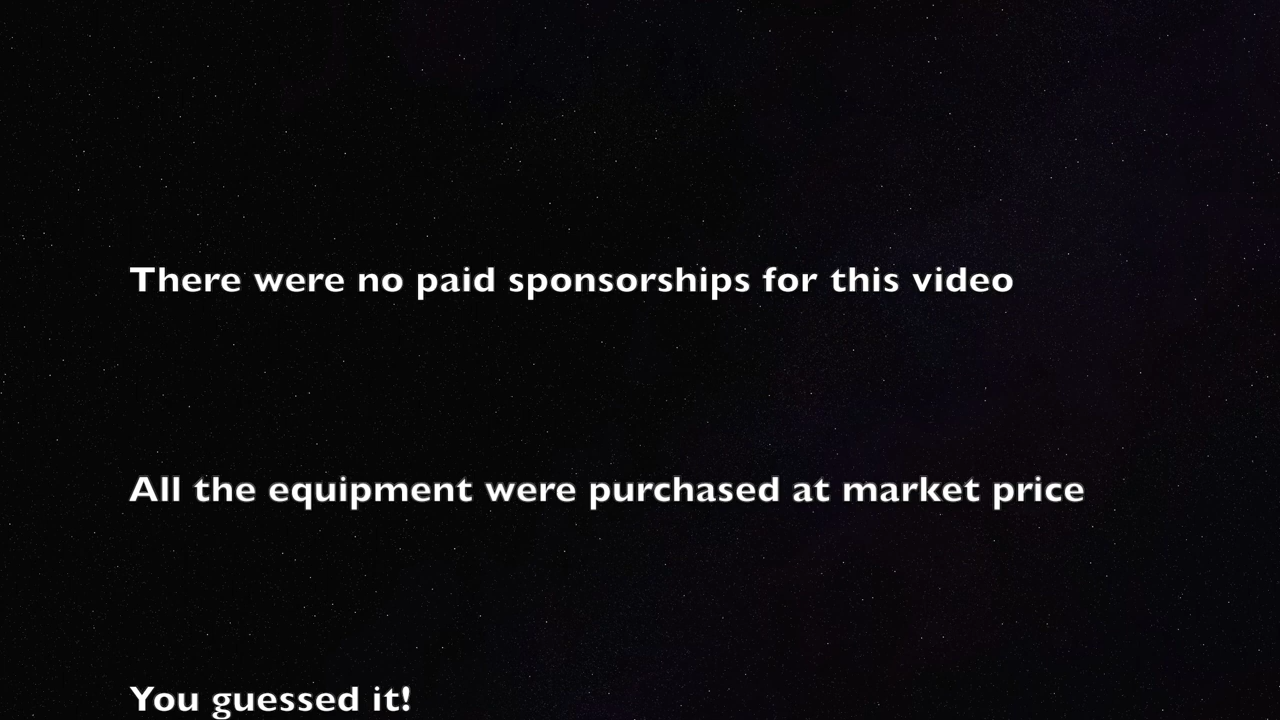 There were no paid sponsorships for this video
All the equipment were purchased at market price
You guessed it!